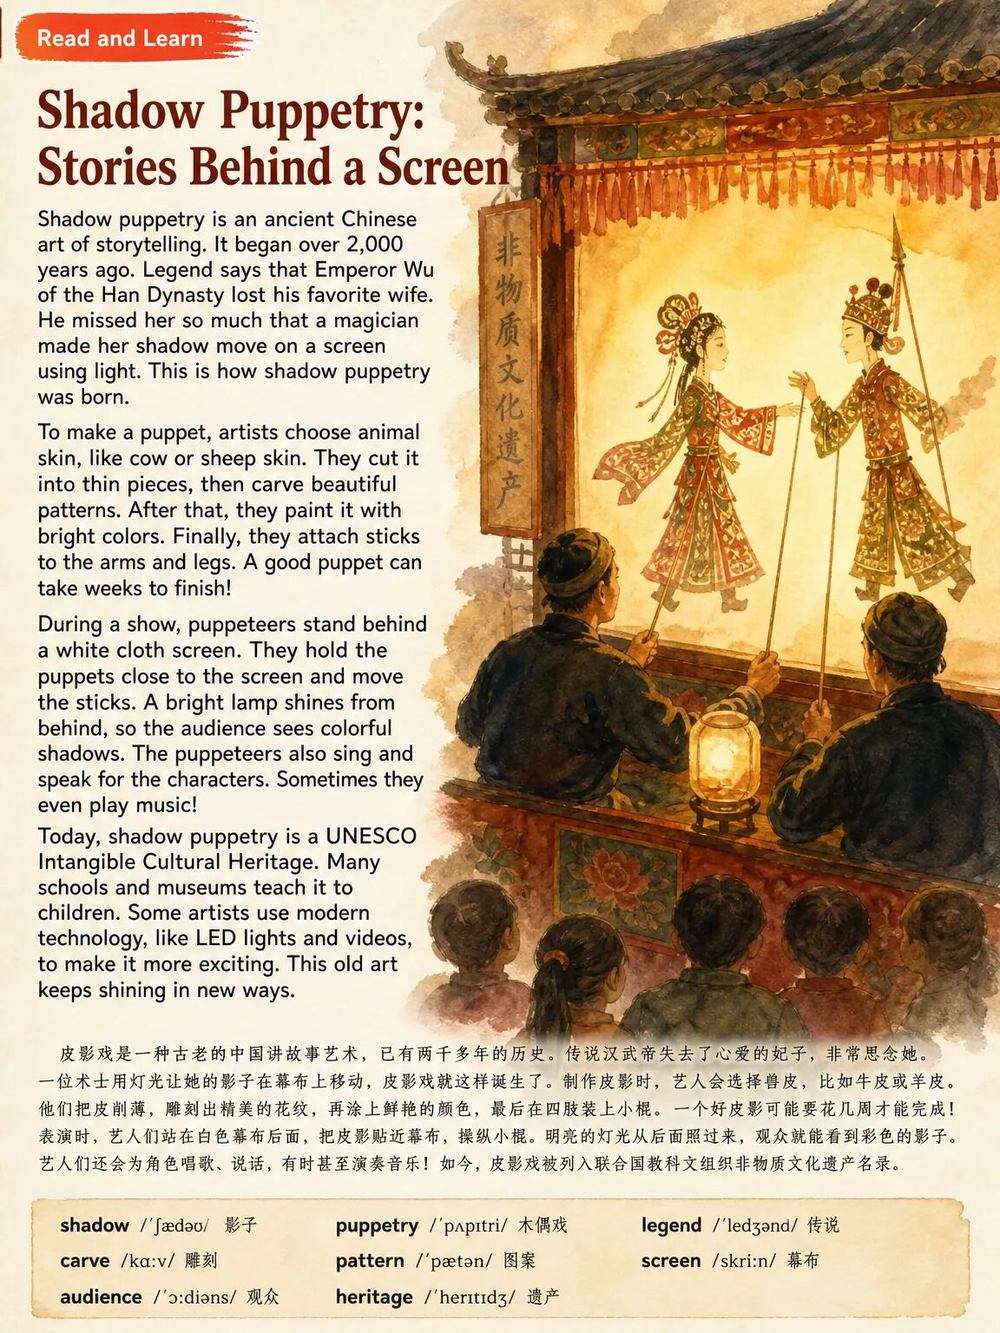 Read and Learn
Shadow Puppetry:
Stories Behind a Screen
Shadow puppetry is an ancient Chinese
art of storytelling. It began over 2,000
years ago. Legend says that Emperor Wu
of the Han Dynasty lost his favorite wife.
He missed her so much that a magician
made her shadow move on a screen
using light. This is how shadow puppetry
was born.
To make a puppet, artists choose animal
skin, like cow or sheep skin. They cut it
into thin pieces, then carve beautiful
patterns. After that, they paint it with
bright colors. Finally, they attach sticks
to the arms and legs. A good puppet can
take weeks to finish!
During a show, puppeteers stand behind
a white cloth screen. They hold the
puppets close to the screen and move
the sticks. A bright lamp shines from
behind, so the audience sees colorful
shadows. The puppeteers also sing and
speak for the characters. Sometimes they
even play music!
Today, shadow puppetry is a UNESCO
Intangible Cultural Heritage. Many
schools and museums teach it to
children. Some artists use modern
technology, like LED lights and videos,
to make it more exciting. This old art
keeps shining in new ways.
非物质文化遗产
皮影戏是一种古老的中国讲故事艺术，已有两千多年的历史。传说汉武帝失去了心爱的妃子，非常思念她。
一位术士用灯光让她的影子在幕布上移动，皮影戏就这样诞生了。制作皮影时，艺人会选择兽皮，比如牛皮或羊皮。
他们把皮削薄，雕刻出精美的花纹，再涂上鲜艳的颜色，最后在四肢装上小棍。一个好皮影可能要花几周才能完成！
表演时，艺人们站在白色幕布后面，把皮影贴近幕布，操纵小棍。明亮的灯光从后面照过来，观众就能看到彩色的影子。
艺人们还会为角色唱歌、说话，有时甚至演奏音乐！如今，皮影戏被列入联合国教科文组织非物质文化遗产名录。
shadow /ˈʃædəʊ/ 影子 puppetry /ˈpʌpɪtri/ 木偶戏 legend /ˈledʒənd/ 传说
carve /kɑːv/ 雕刻 pattern /ˈpætən/ 图案 screen /skriːn/ 幕布
audience /ˈɔːdiəns/ 观众 heritage /ˈherɪtɪdʒ/ 遗产